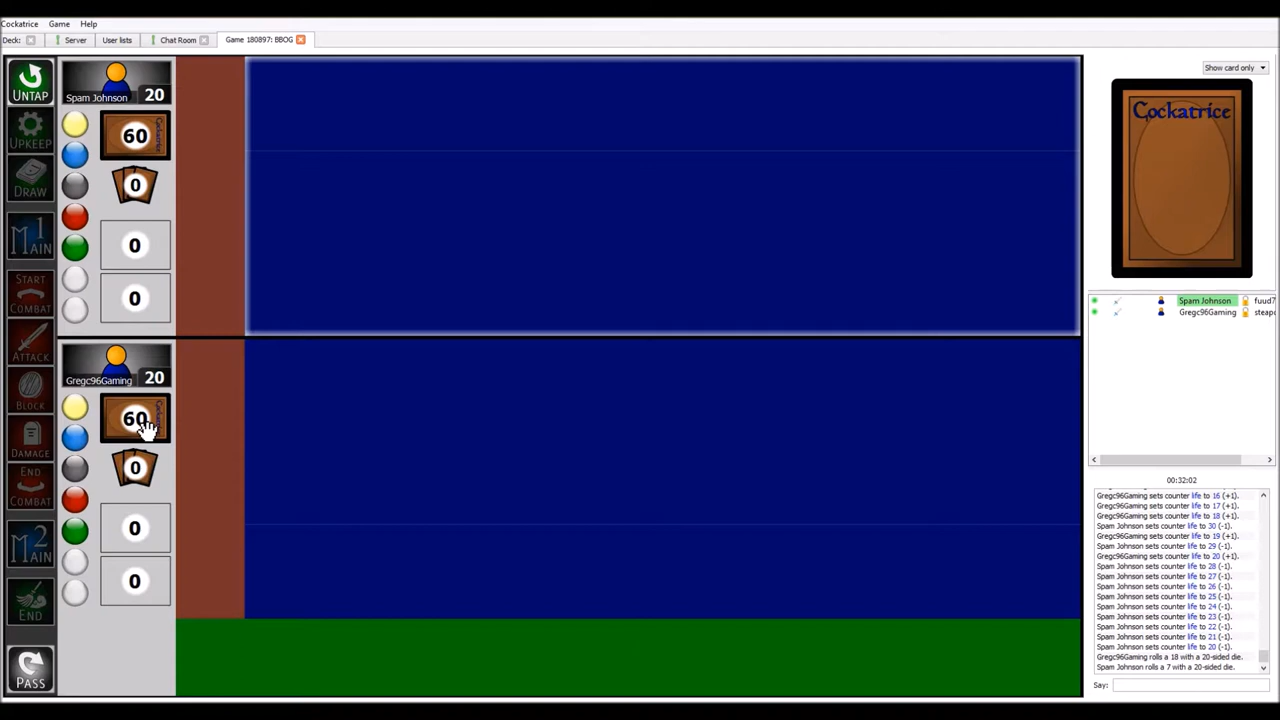 Cockatrice Game Help
Deck: Server User lists Chat Room Game 180897: BBOG
Show card only
UNTAP
UPKEEP
DRAW
1 MAIN
START COMBAT
ATTACK
BLOCK
DAMAGE
END COMBAT
M2 MAIN
END
PASS
Spam Johnson 20
60
0
0
0
Gregc96Gaming 20
60
0
0
0
Cockatrice
Spam Johnson fuud7
Gregc96Gaming
00:32:02
Gregc96Gaming sets counter life to 16 (+1).
Gregc96Gaming sets counter life to 17 (+1).
Gregc96Gaming sets counter life to 18 (+1).
Spam Johnson sets counter life to 30 (-1).
Gregc96Gaming sets counter life to 19 (+1).
Spam Johnson sets counter life to 29 (-1).
Gregc96Gaming sets counter life to 20 (+1).
Spam Johnson sets counter life to 28 (-1).
Spam Johnson sets counter life to 27 (-1).
Spam Johnson sets counter life to 26 (-1).
Spam Johnson sets counter life to 25 (-1).
Spam Johnson sets counter life to 24 (-1).
Spam Johnson sets counter life to 23 (-1).
Spam Johnson sets counter life to 22 (-1).
Spam Johnson sets counter life to 21 (-1).
Spam Johnson sets counter life to 20 (-1).
Gregc96Gaming rolls a 18 with a 20-sided die.
Spam Johnson rolls a 7 with a 20-sided die.
Say: